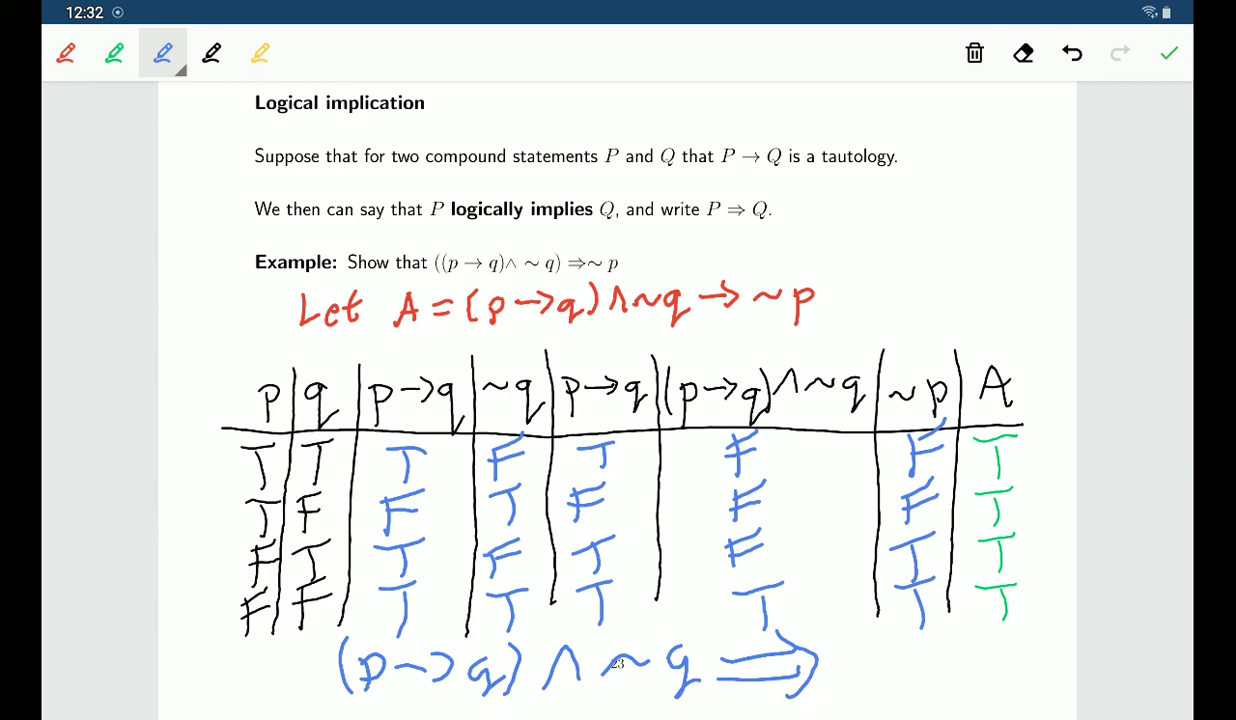 12:32
Logical implication
Suppose that for two compound statements P and Q that P → Q is a tautology.
We then can say that P logically implies Q, and write P ⇒ Q.
Example: Show that ((p → q)∧ ∼ q) ⇒∼ p
Let A = (p → q) ∧ ~q → ~p
p q p → q ~q p → q (p → q) ∧ ~q ~p A
T T T F T F F T
T F F T F F F T
F T T F T F T T
F F T T T T T T
(p → q) ∧ ~q ⇒
23